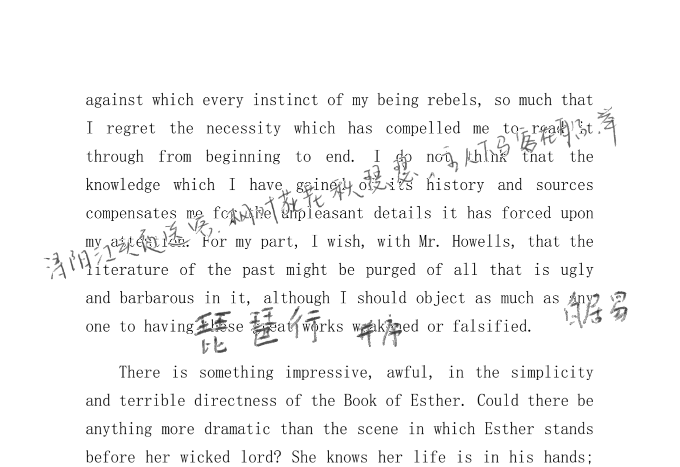 against which every instinct of my being rebels, so much that
I regret the necessity which has compelled me to read it
through from beginning to end. I do not think that the
knowledge which I have gained of its history and sources
compensates me for the unpleasant details it has forced upon
my attention. For my part, I wish, with Mr. Howells, that the
literature of the past might be purged of all that is ugly
and barbarous in it, although I should object as much as any
one to having these great works weakened or falsified.
浔阳江头夜送客,枫叶荻花秋瑟瑟。主人下马客在船,举
白居易
琵琶行 并序
There is something impressive, awful, in the simplicity
and terrible directness of the Book of Esther. Could there be
anything more dramatic than the scene in which Esther stands
before her wicked lord? She knows her life is in his hands;